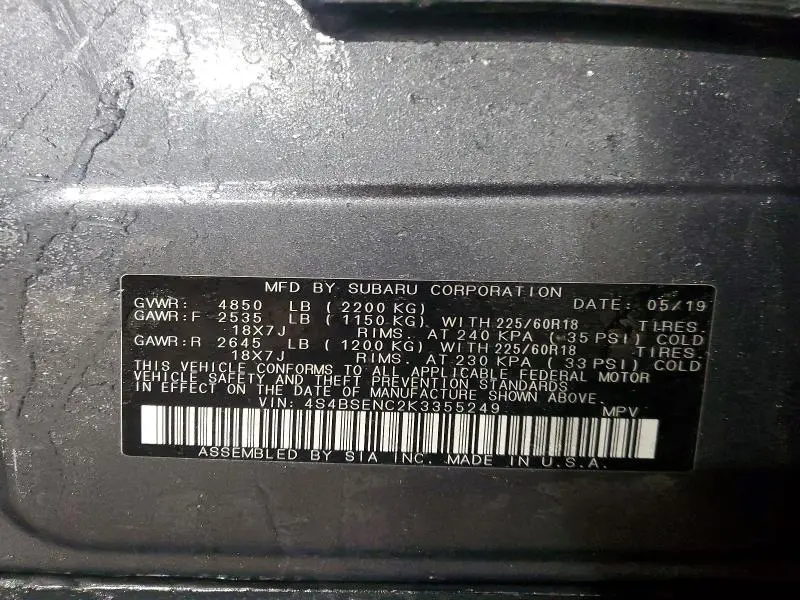 MFD BY SUBARU CORPORATION
GVWR: 4850 LB ( 2200 KG) DATE: 05/19
GAWR:F 2535 LB ( 1150 KG) WITH 225/60R18 TIRES.
18X7J RIMS. AT 240 KPA ( 35 PSI) COLD
GAWR:R 2645 LB ( 1200 KG) WITH 225/60R18 TIRES.
18X7J RIMS. AT 230 KPA ( 33 PSI) COLD
THIS VEHICLE CONFORMS TO ALL APPLICABLE FEDERAL MOTOR
VEHICLE SAFETY AND THEFT PREVENTION STANDARDS
IN EFFECT ON THE DATE OF MANUFACTURE SHOWN ABOVE.
VIN: 4S4BSENC2K3355249 MPV
ASSEMBLED BY SIA INC. MADE IN U.S.A.